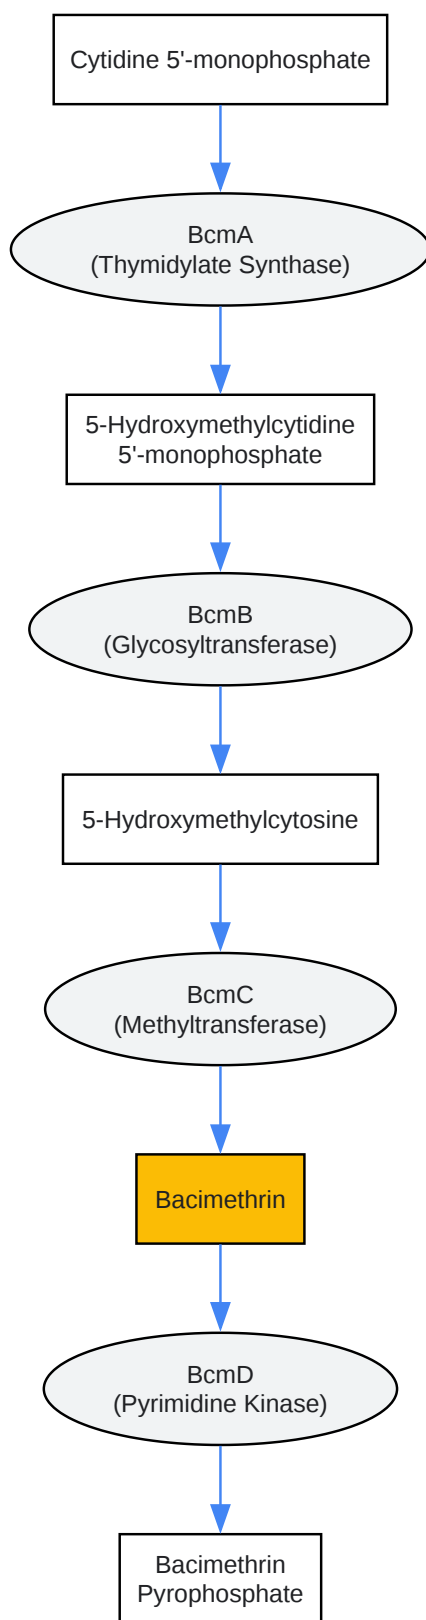 Cytidine 5'-monophosphate
BcmA
(Thymidylate Synthase)
5-Hydroxymethylcytidine
5'-monophosphate
BcmB
(Glycosyltransferase)
5-Hydroxymethylcytosine
BcmC
(Methyltransferase)
Bacimethrin
BcmD
(Pyrimidine Kinase)
Bacimethrin
Pyrophosphate